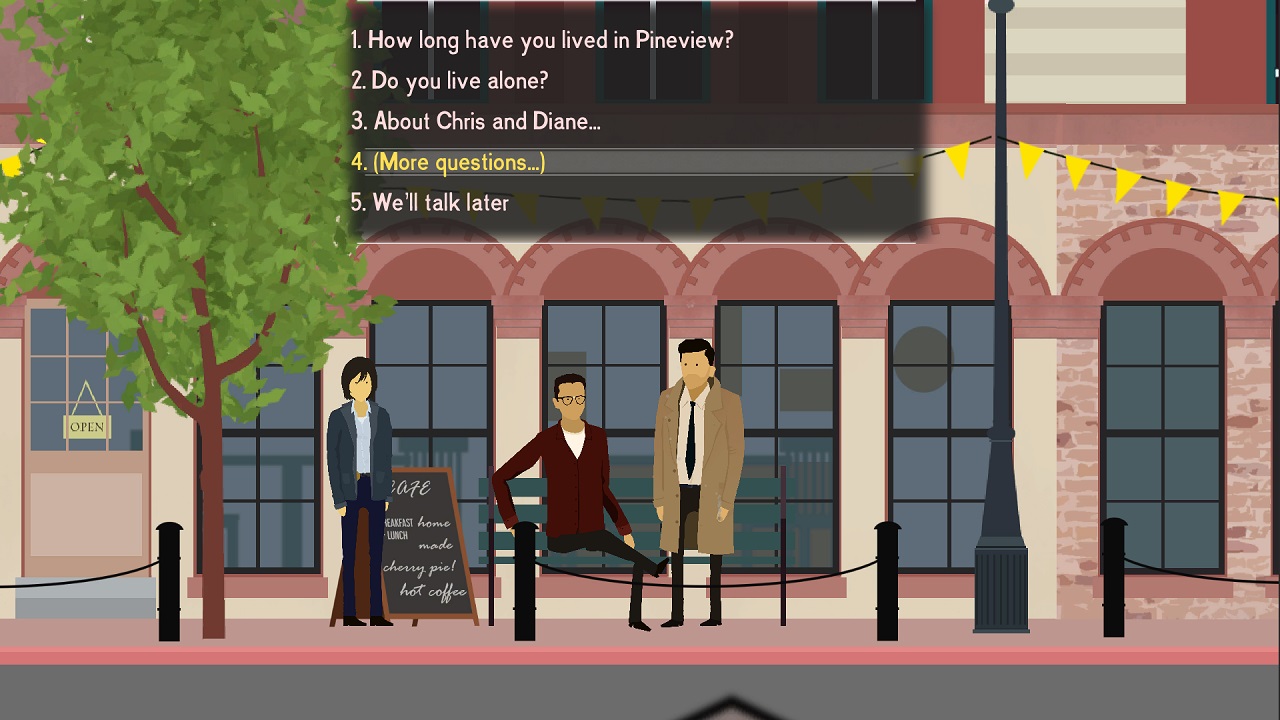 1. How long have you lived in Pineview?
2. Do you live alone?
3. About Chris and Diane...
4. (More questions...)
5. We'll talk later
OPEN
CAFE
home
LUNCH
made
cherry pie!
hot coffee